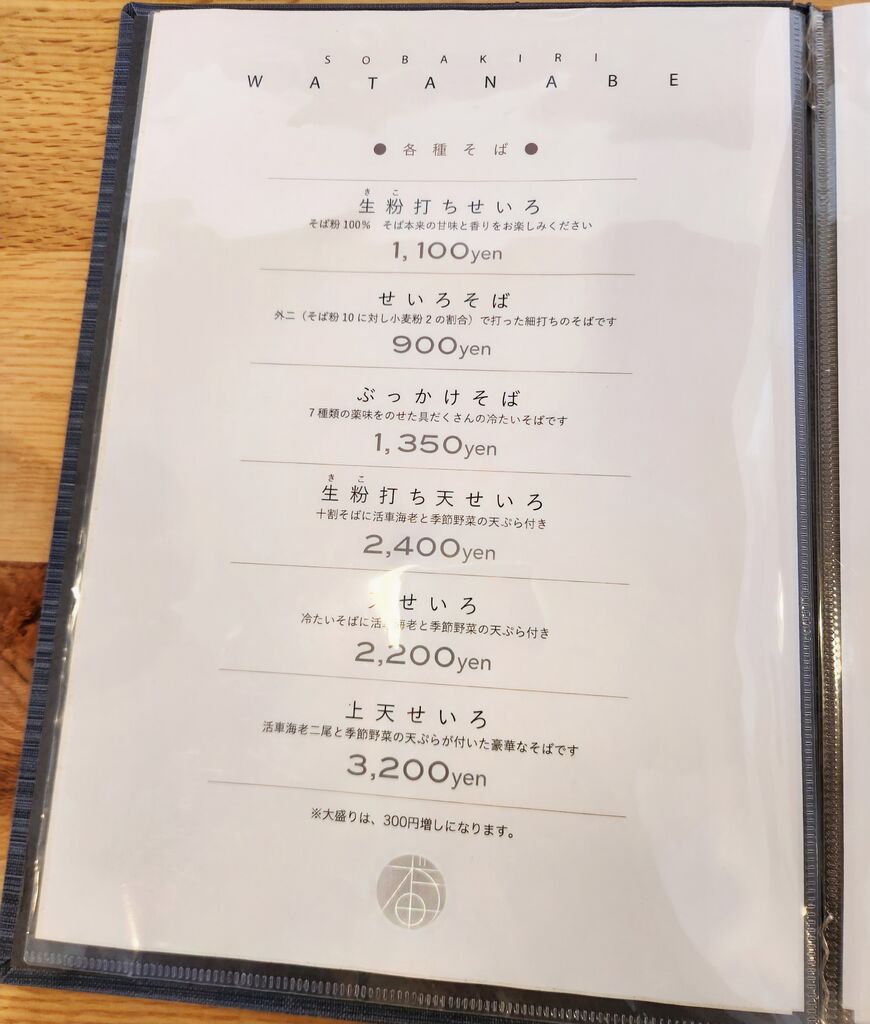 SOBAKIRI
WATANABE
● 各種そば ●
きこ
生粉打ちせいろ
そば粉100% そば本来の甘味と香りをお楽しみください
1,100yen
せいろそば
外二（そば粉10に対し小麦粉2の割合）で打った細打ちのそばです
900yen
ぶっかけそば
7種類の薬味をのせた具だくさんの冷たいそばです
1,350yen
きこ
生粉打ち天せいろ
十割そばに活車海老と季節野菜の天ぷら付き
2,400yen
せいろ
冷たいそばに活車海老と季節野菜の天ぷら付き
2,200yen
上天せいろ
活車海老二尾と季節野菜の天ぷらが付いた豪華なそばです
3,200yen
※大盛りは、300円増しになります。